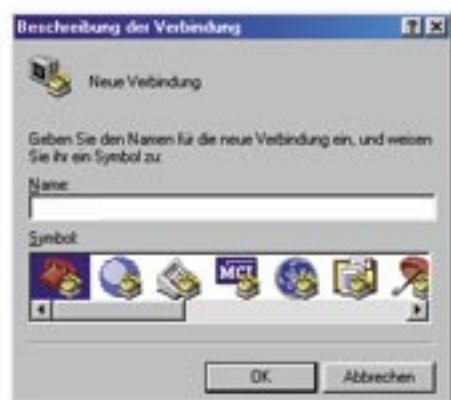 Beschreibung der Verbindung
Neue Verbindung
Geben Sie den Namen für die neue Verbindung ein, und weisen
Sie ihr ein Symbol zu:
Name:
Symbol:
MCI
OK
Abbrechen